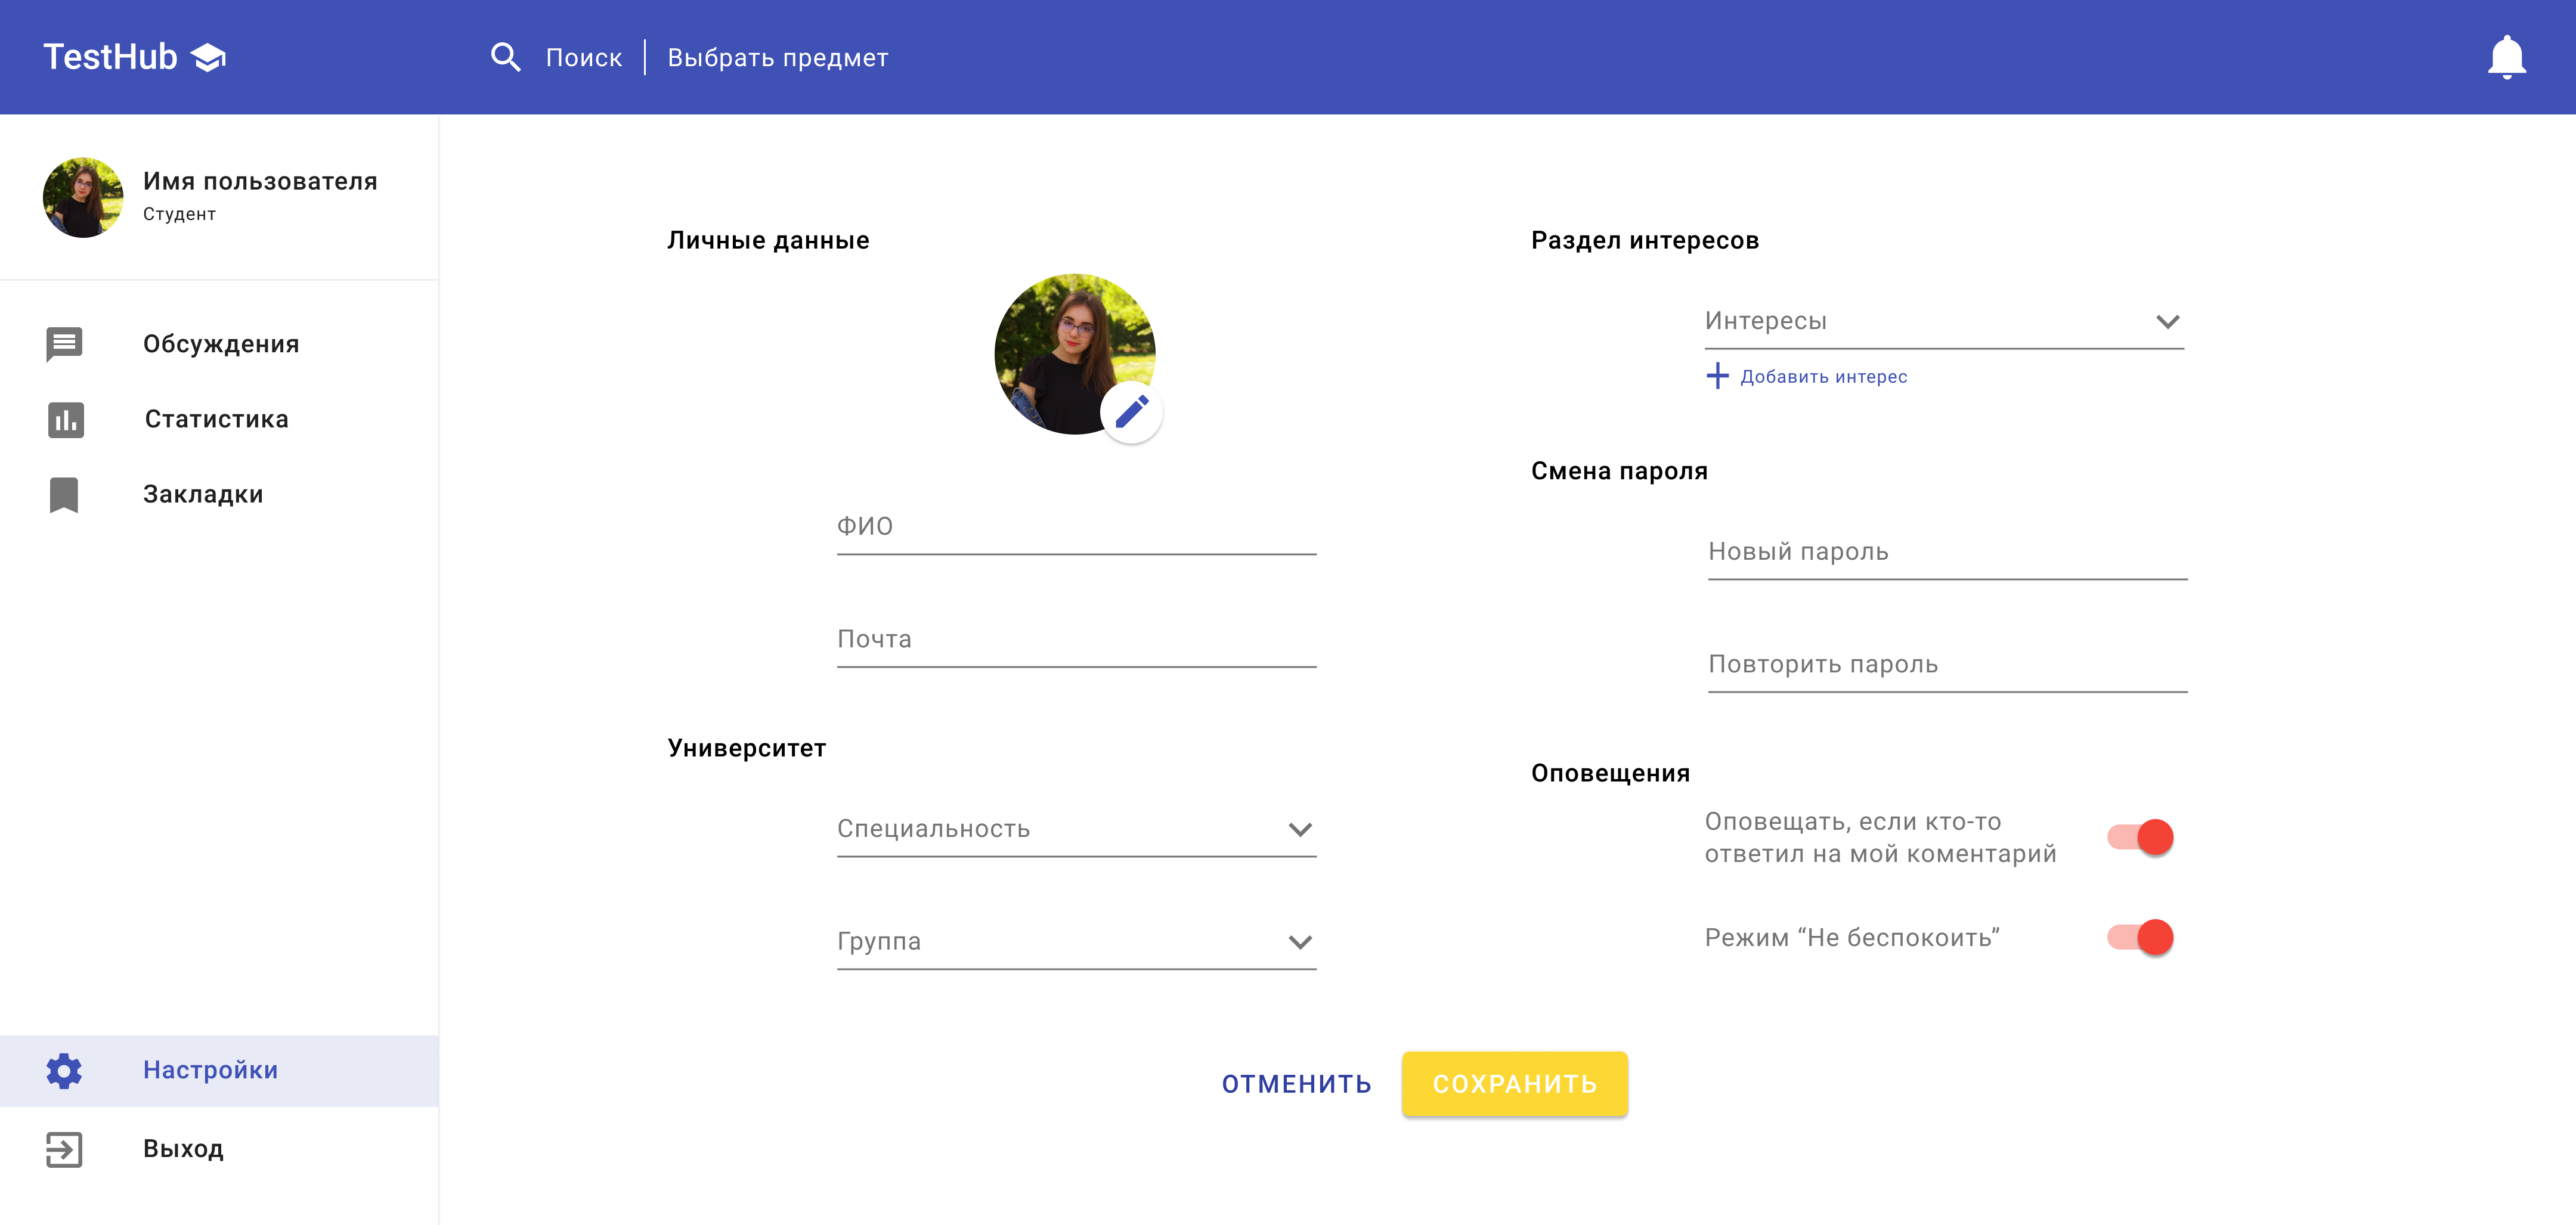 TestHub
Поиск
Выбрать предмет
Имя пользователя
Студент
Обсуждения
Статистика
Закладки
Настройки
Выход
Личные данные
ФИО
Почта
Университет
Специальность
Группа
Раздел интересов
Интересы
Добавить интерес
Смена пароля
Новый пароль
Повторить пароль
Оповещения
Оповещать, если кто-то
ответил на мой коментарий
Режим “Не беспокоить”
ОТМЕНИТЬ
СОХРАНИТЬ